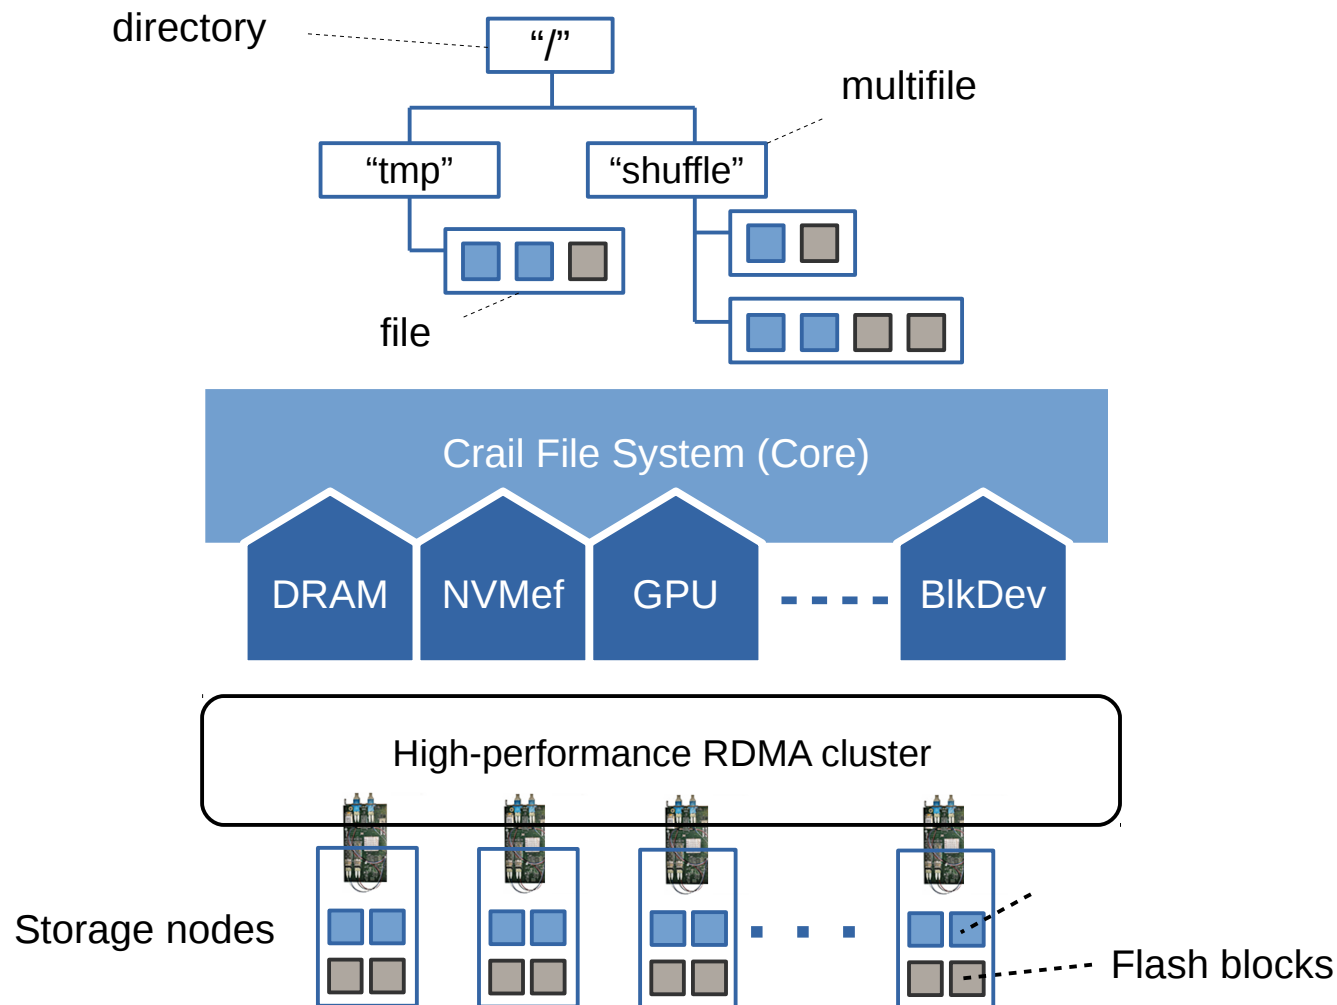 directory
“/”
multifile
“tmp”
“shuffle”
file
Crail File System (Core)
DRAM
NVMef
GPU
BlkDev
High-performance RDMA cluster
Storage nodes
Flash blocks